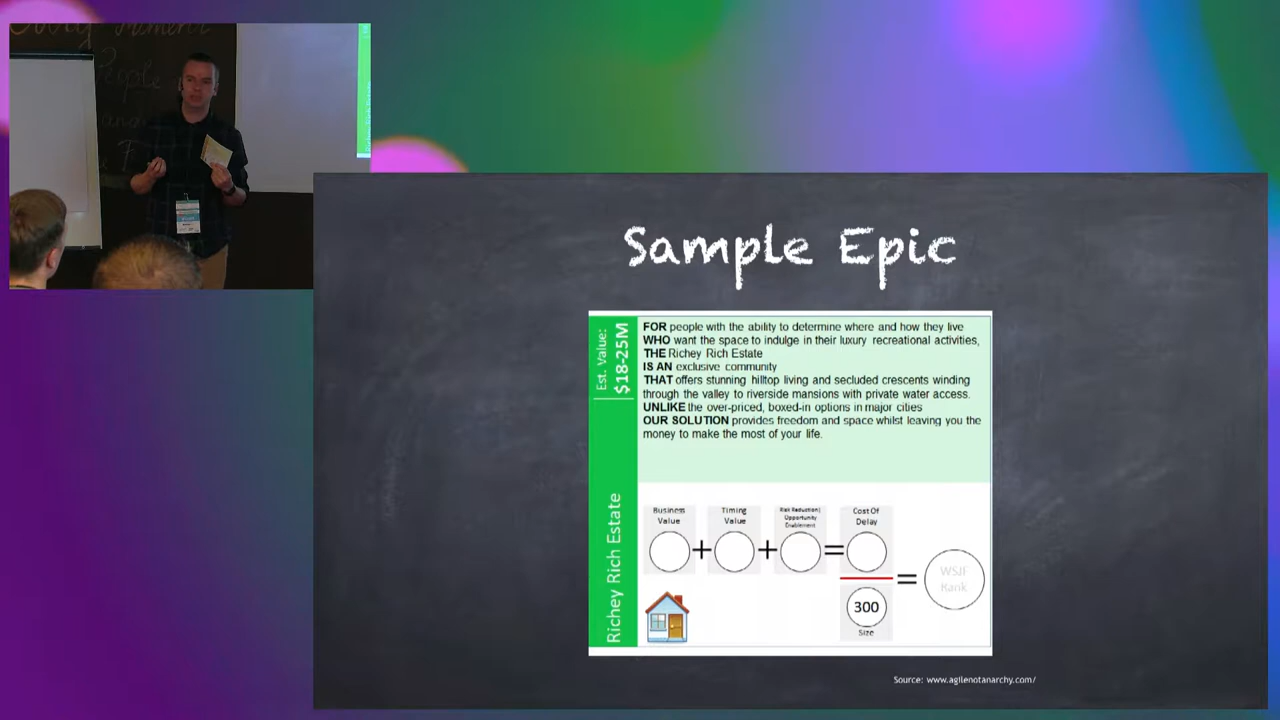 People
Sample Epic
Est. Value:
$18-25M
Richey Rich Estate
FOR people with the ability to determine where and how they live
WHO want the space to indulge in their luxury recreational activities,
THE Richey Rich Estate
IS AN exclusive community
THAT offers stunning hilltop living and secluded crescents winding
through the valley to riverside mansions with private water access.
UNLIKE the over-priced, boxed-in options in major cities
OUR SOLUTION provides freedom and space whilst leaving you the
money to make the most of your life.
Business
Value
+
Timing
Value
+
Risk Reduction|
Opportunity
Enablement
=
Cost Of
Delay
300
Size
=
WSJF
Rank
Source: www.agilenotanarchy.com/